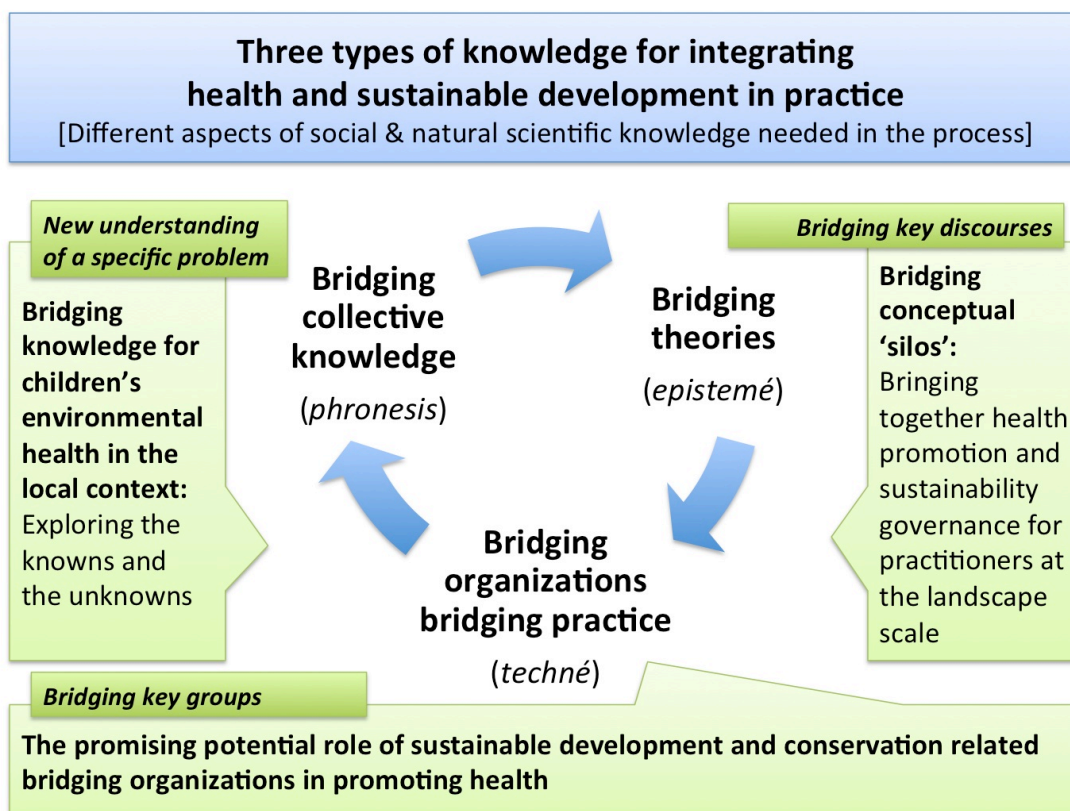 Three types of knowledge for integrating
health and sustainable development in practice
[Different aspects of social & natural scientific knowledge needed in the process]
New understanding
of a specific problem
Bridging
knowledge for
children’s
environmental
health in the
local context:
Exploring the
knowns and
the unknowns
Bridging
collective
knowledge
(phronesis)
Bridging
theories
(epistemé)
Bridging key discourses
Bridging
conceptual
‘silos’:
Bringing
together health
promotion and
sustainability
governance for
practitioners at
the landscape
scale
Bridging
organizations
bridging practice
(techné)
Bridging key groups
The promising potential role of sustainable development and conservation related
bridging organizations in promoting health